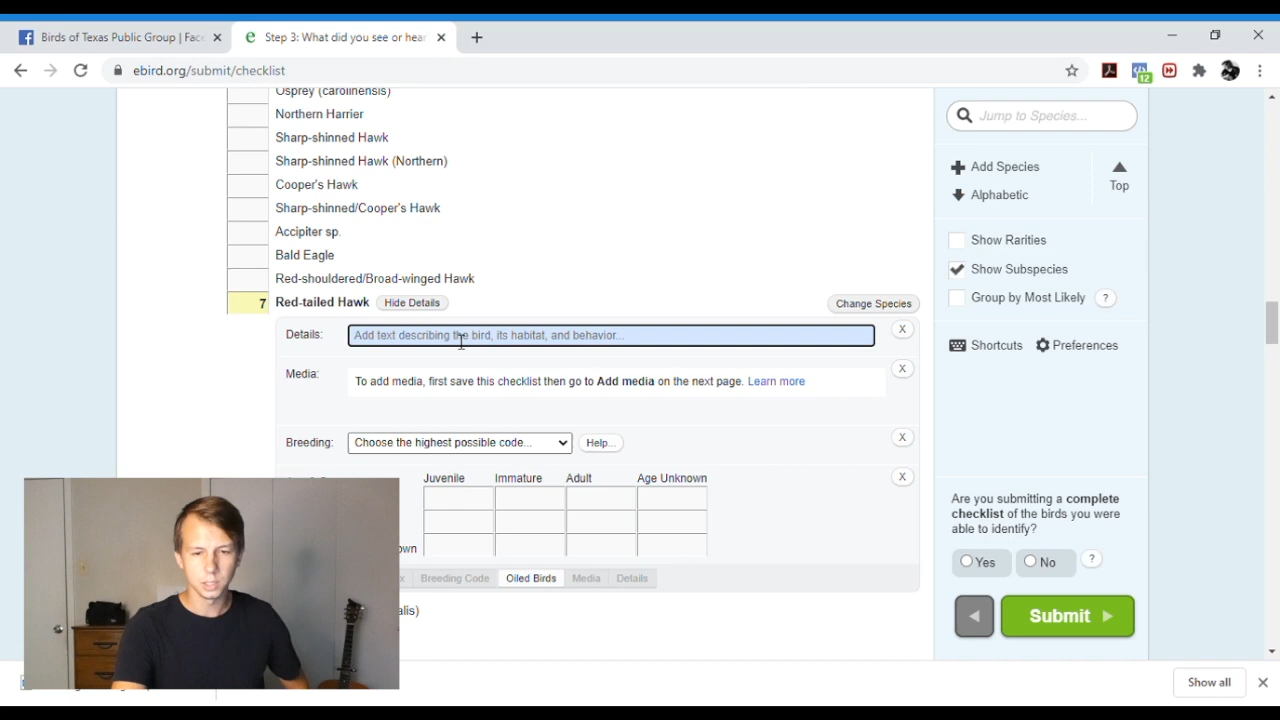 Birds of Texas Public Group | Fac
Step 3: What did you see or hear
ebird.org/submit/checklist
12
Osprey (carolinensis)
Northern Harrier
Sharp-shinned Hawk
Sharp-shinned Hawk (Northern)
Cooper's Hawk
Sharp-shinned/Cooper's Hawk
Accipiter sp.
Bald Eagle
Red-shouldered/Broad-winged Hawk
7 Red-tailed Hawk Hide Details Change Species
Details: Add text describing the bird, its habitat, and behavior... X
Media: To add media, first save this checklist then go to Add media on the next page. Learn more X
Breeding: Choose the highest possible code... Help... X
Juvenile Immature Adult Age Unknown X
own
x Breeding Code Oiled Birds Media Details
alis)
Jump to Species...
Add Species
Alphabetic
Top
Show Rarities
Show Subspecies
Group by Most Likely ?
Shortcuts Preferences
Are you submitting a complete
checklist of the birds you were
able to identify?
Yes No ?
Submit
Show all